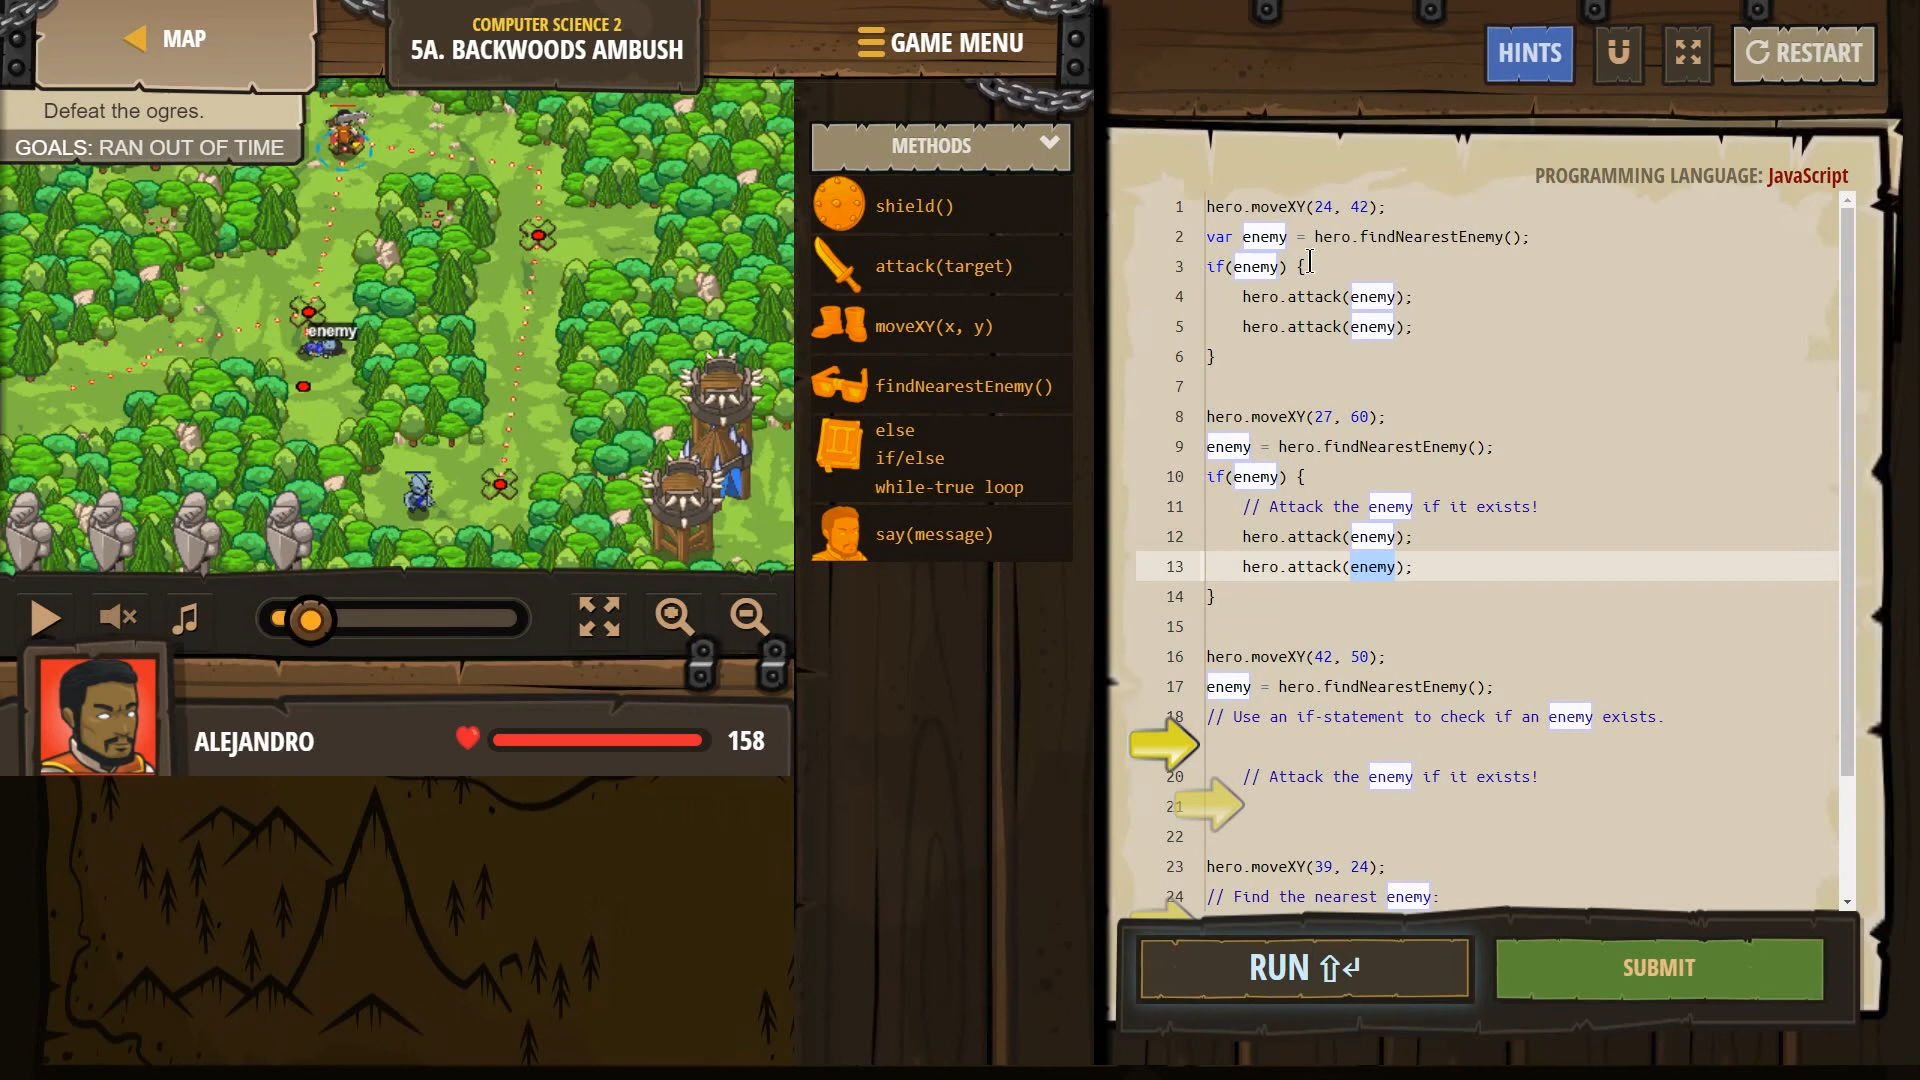 MAP
COMPUTER SCIENCE 2
5A. BACKWOODS AMBUSH
GAME MENU
HINTS
RESTART
Defeat the ogres.
GOALS: RAN OUT OF TIME
enemy
METHODS
shield()
attack(target)
moveXY(x, y)
findNearestEnemy()
else
if/else
while-true loop
say(message)
ALEJANDRO
158
PROGRAMMING LANGUAGE: JavaScript
1 hero.moveXY(24, 42);
2 var enemy = hero.findNearestEnemy();
3 if(enemy) {
4 hero.attack(enemy);
5 hero.attack(enemy);
6 }
7
8 hero.moveXY(27, 60);
9 enemy = hero.findNearestEnemy();
10 if(enemy) {
11 // Attack the enemy if it exists!
12 hero.attack(enemy);
13 hero.attack(enemy);
14 }
15
16 hero.moveXY(42, 50);
17 enemy = hero.findNearestEnemy();
18 // Use an if-statement to check if an enemy exists.
20 // Attack the enemy if it exists!
21
22
23 hero.moveXY(39, 24);
24 // Find the nearest enemy:
RUN
SUBMIT